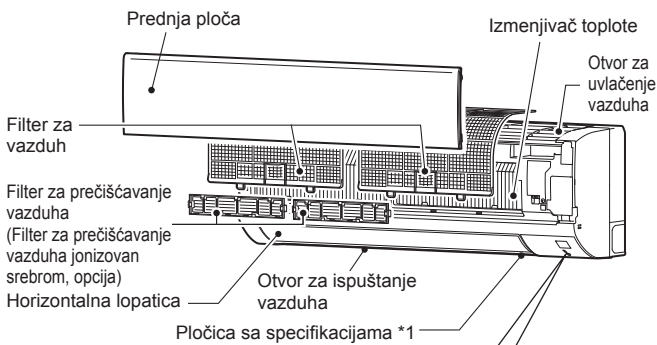 Prednja ploča
Izmenjivač toplote
Otvor za
uvlačenje
vazduha
Filter za
vazduh
Filter za prečišćavanje
vazduha
(Filter za prečišćavanje
vazduha jonizovan
srebrom, opcija)
Horizontalna lopatica
Otvor za ispuštanje
vazduha
Pločica sa specifikacijama *1